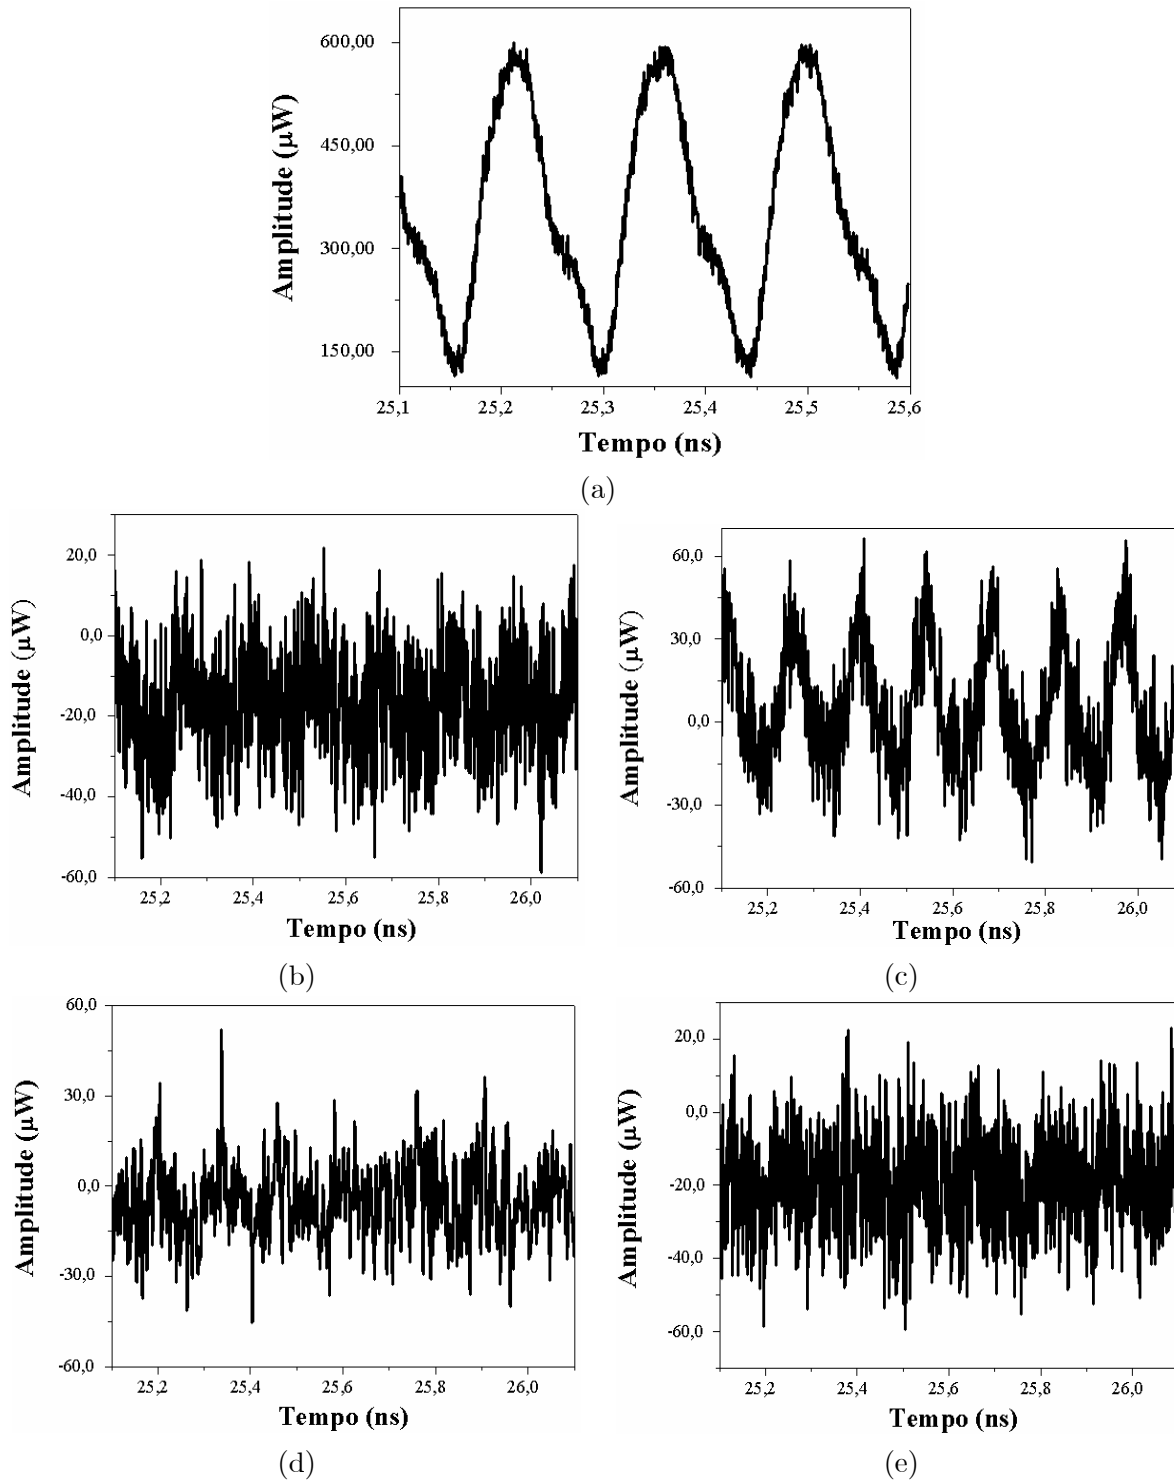 600,00
450,00
300,00
150,00
Amplitude (µW)
25,1 25,2 25,3 25,4 25,5 25,6
Tempo (ns)
(a)
20,0
0,0
-20,0
-40,0
-60,0
Amplitude (µW)
25,2 25,4 25,6 25,8 26,0
Tempo (ns)
(b)
60,0
30,0
0,0
-30,0
-60,0
Amplitude (µW)
25,2 25,4 25,6 25,8 26,0
Tempo (ns)
(c)
60,0
30,0
0,0
-30,0
-60,0
Amplitude (µW)
25,2 25,4 25,6 25,8 26,0
Tempo (ns)
(d)
20,0
0,0
-20,0
-40,0
-60,0
Amplitude (µW)
25,2 25,4 25,6 25,8 26,0
Tempo (ns)
(e)